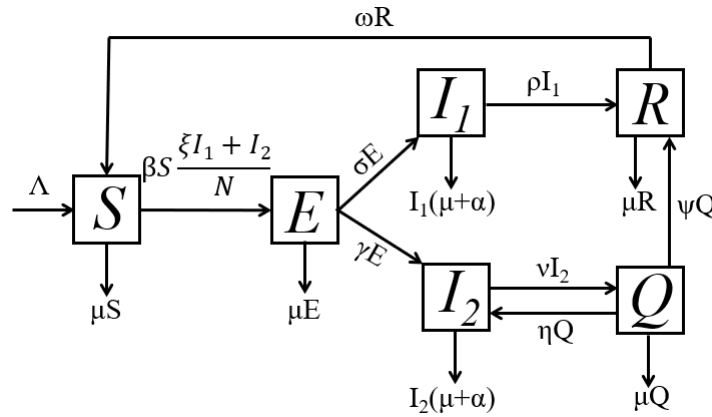 ωR
I₁
ρI₁
R
βS (ξI₁ + I₂)/N
σE
Λ
S
E
I₁(μ+α)
μR
ψQ
γE
νI₂
μS
μE
I₂
Q
ηQ
I₂(μ+α)
μQ